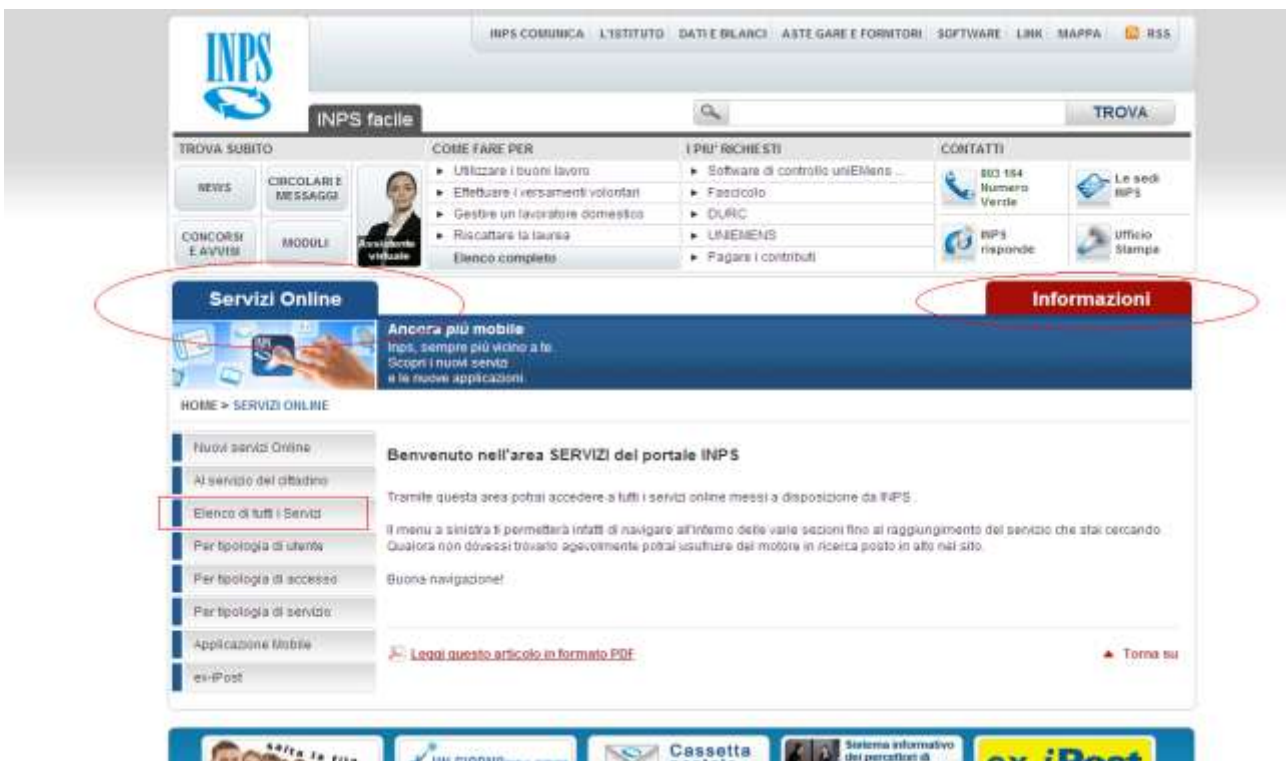 INPS COMUNICA L'ISTITUTO DATI E BILANCI ASTE GARE E FORNITORI SOFTWARE LINK MAPPA RSS
INPS
INPS facile
TROVA
TROVA SUBITO
NEWS
CIRCOLARI E MESSAGGI
CONCORSI E AVVISI
MODULI
Assistente virtuale
COME FARE PER
Utilizzare i buoni lavoro
Effettuare i versamenti volontari
Gestire un lavoratore domestico
Riscattare la laurea
Elenco completo
I PIU' RICHIESTI
Software di controllo uniEMens ...
Fascicolo
DURC
UNIEMENS
Pagare i contributi
CONTATTI
803 164
Numero
Verde
Le sedi
INPS
INPS
risponde
Ufficio
Stampa
Servizi Online
Informazioni
Ancora più mobile
Inps, sempre più vicino a te.
Scopri i nuovi servizi
e le nuove applicazioni.
HOME > SERVIZI ONLINE
Nuovi servizi Online
Al servizio del cittadino
Elenco di tutti i Servizi
Per tipologia di utente
Per tipologia di accesso
Per tipologia di servizio
Applicazione Mobile
ex-iPost
Benvenuto nell'area SERVIZI del portale INPS
Tramite questa area potrai accedere a tutti i servizi online messi a disposizione da INPS .
Il menu a sinistra ti permetterà infatti di navigare all'interno delle varie sezioni fino al raggiungimento del servizio che stai cercando.
Qualora non dovessi trovarlo agevolmente potrai usufruire del motore in ricerca posto in alto nel sito.
Buona navigazione!
Leggi questo articolo in formato PDF
Torna su
salta la fila
UN GIORNO
Cassetta
Sistema informativo
dei percettori di
ex-iPost